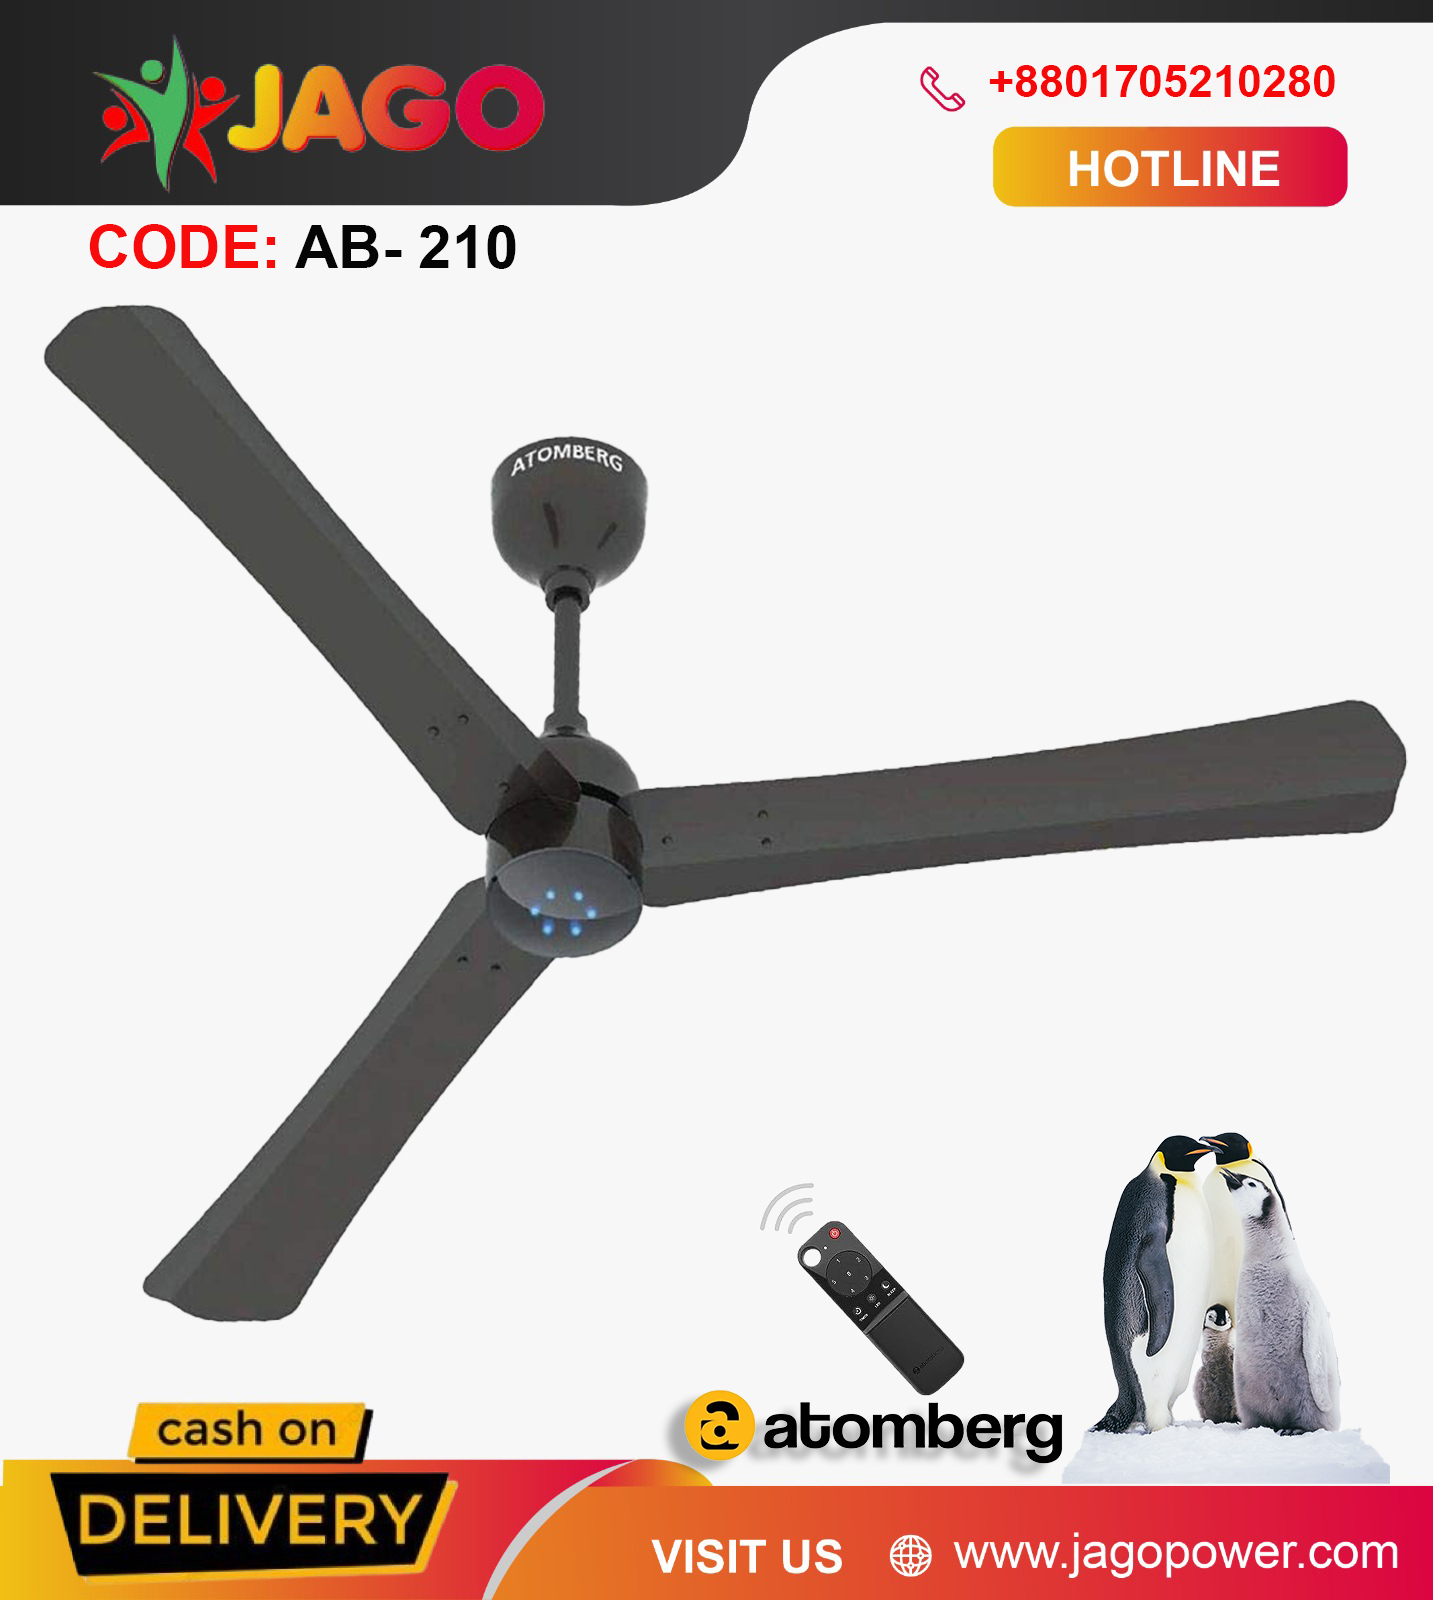 JAGO
+8801705210280
HOTLINE
CODE: AB- 210
ATOMBERG
atomberg
cash on
DELIVERY
VISIT US
www.jagopower.com